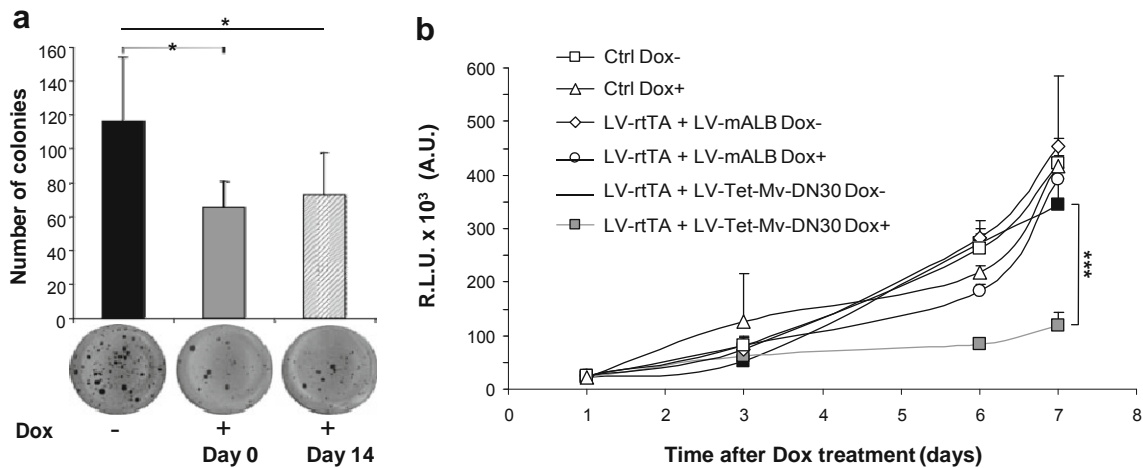 a
*
*
160
140
120
100
80
60
40
20
0
Number of colonies
Dox
-
+
+
Day 0
Day 14
b
Ctrl Dox-
Ctrl Dox+
LV-rtTA + LV-mALB Dox-
LV-rtTA + LV-mALB Dox+
LV-rtTA + LV-Tet-Mv-DN30 Dox-
LV-rtTA + LV-Tet-Mv-DN30 Dox+
600
500
450
300
200
100
0
R.L.U. x 10³ (A.U.)
***
0
1
2
3
4
5
6
7
8
Time after Dox treatment (days)